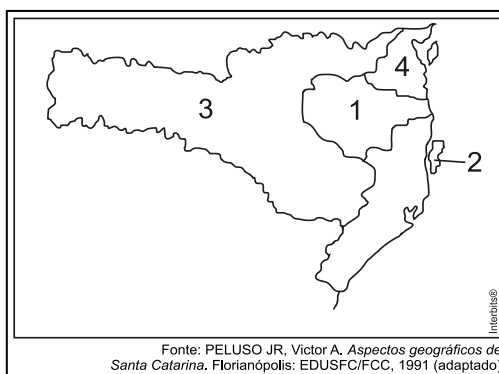 4
3
1
2
Interbits®
Fonte: PELUSO JR, Victor A. Aspectos geográficos de
Santa Catarina. Florianópolis: EDUSFC/FCC, 1991 (adaptado)